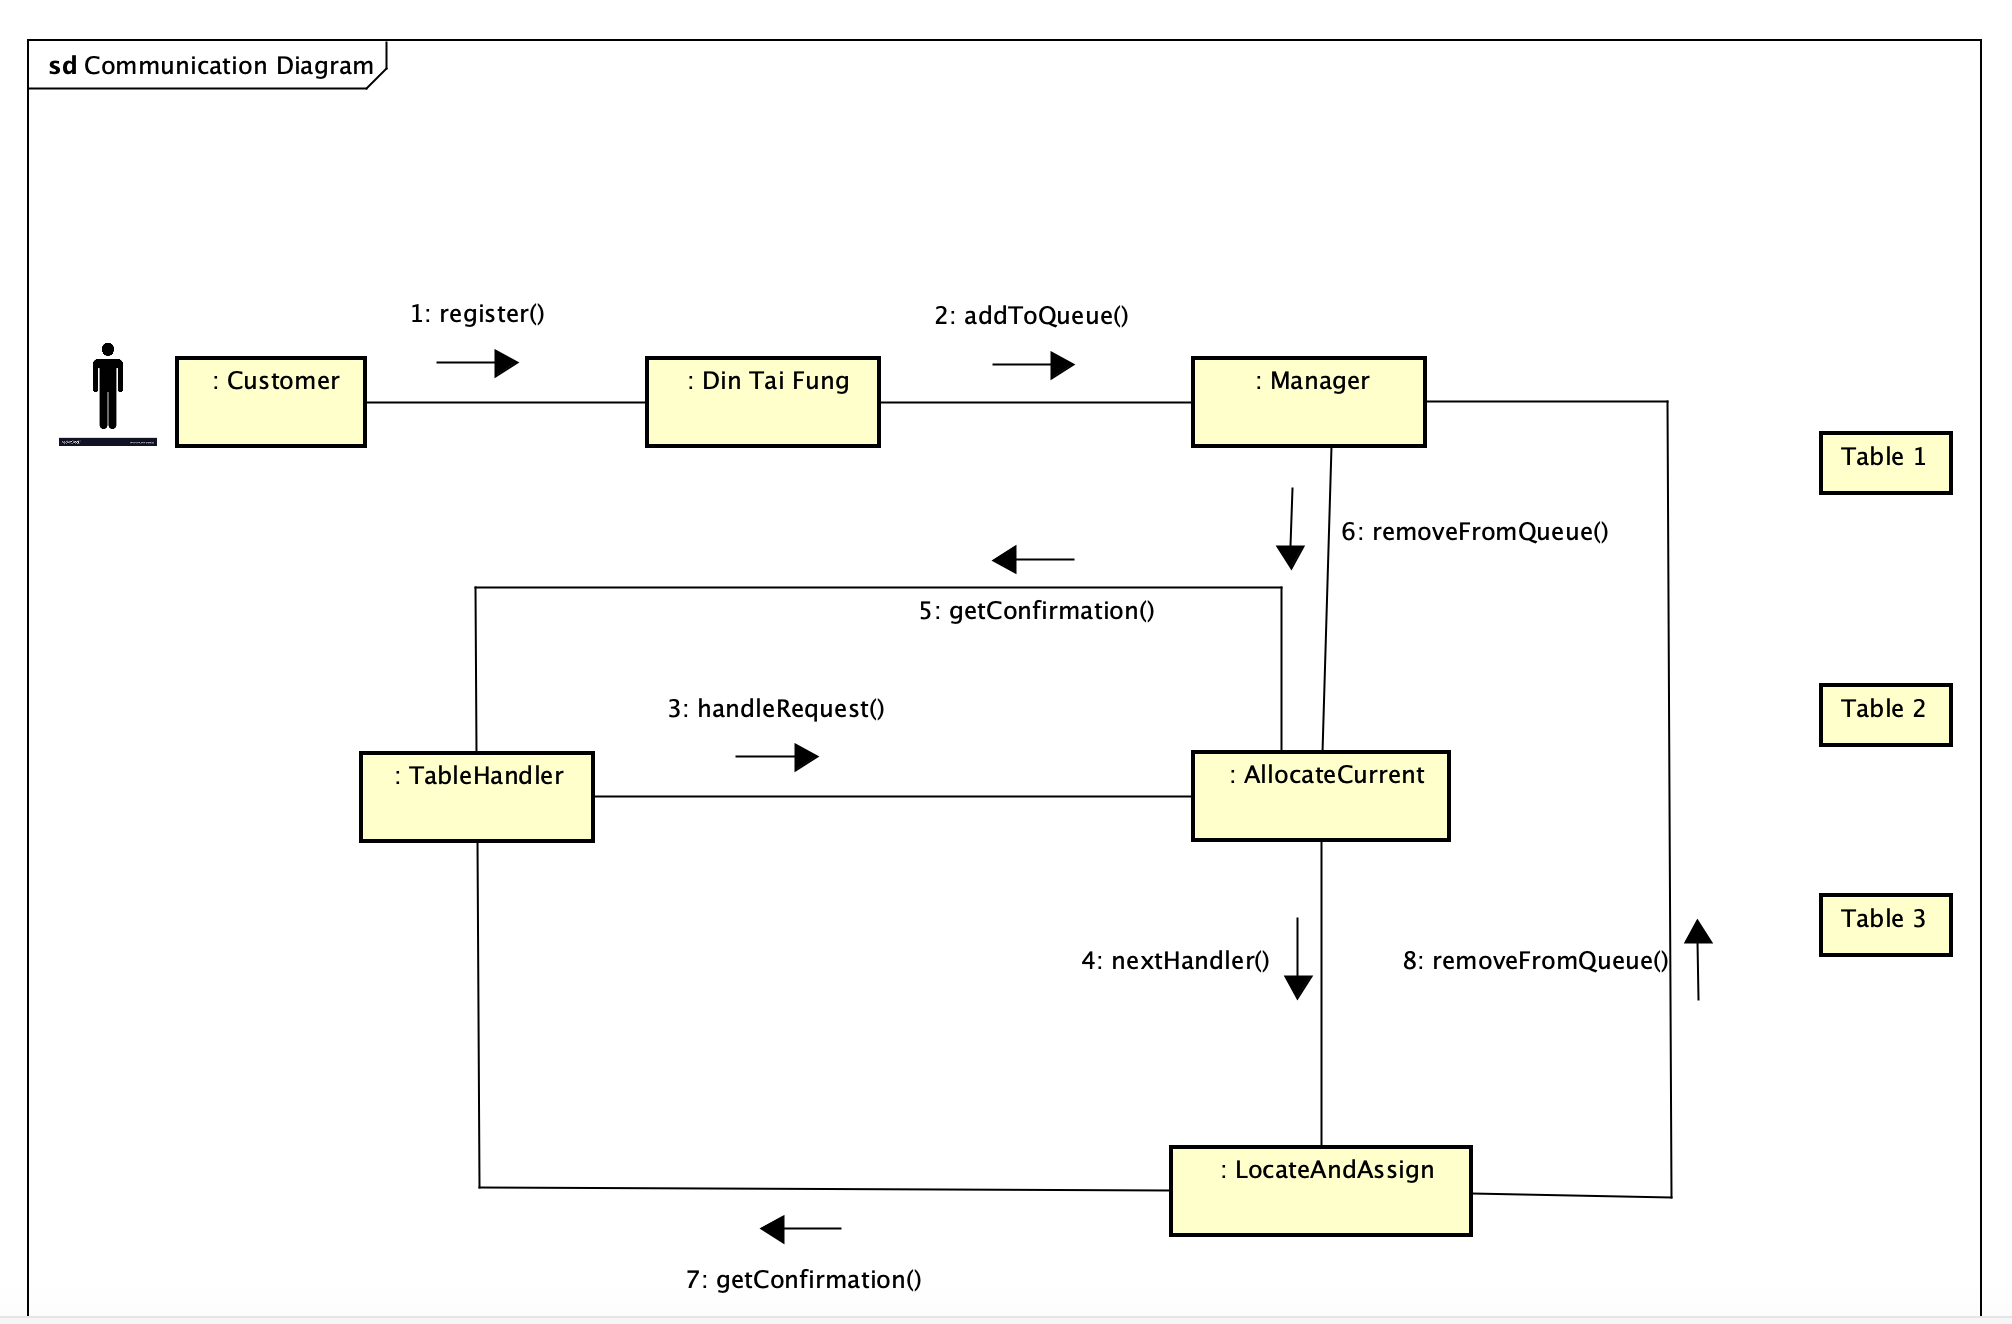 sd Communication Diagram
1: register()
2: addToQueue()
: Customer
: Din Tai Fung
: Manager
Table 1
6: removeFromQueue()
5: getConfirmation()
3: handleRequest()
Table 2
: TableHandler
: AllocateCurrent
Table 3
4: nextHandler()
8: removeFromQueue()
: LocateAndAssign
7: getConfirmation()